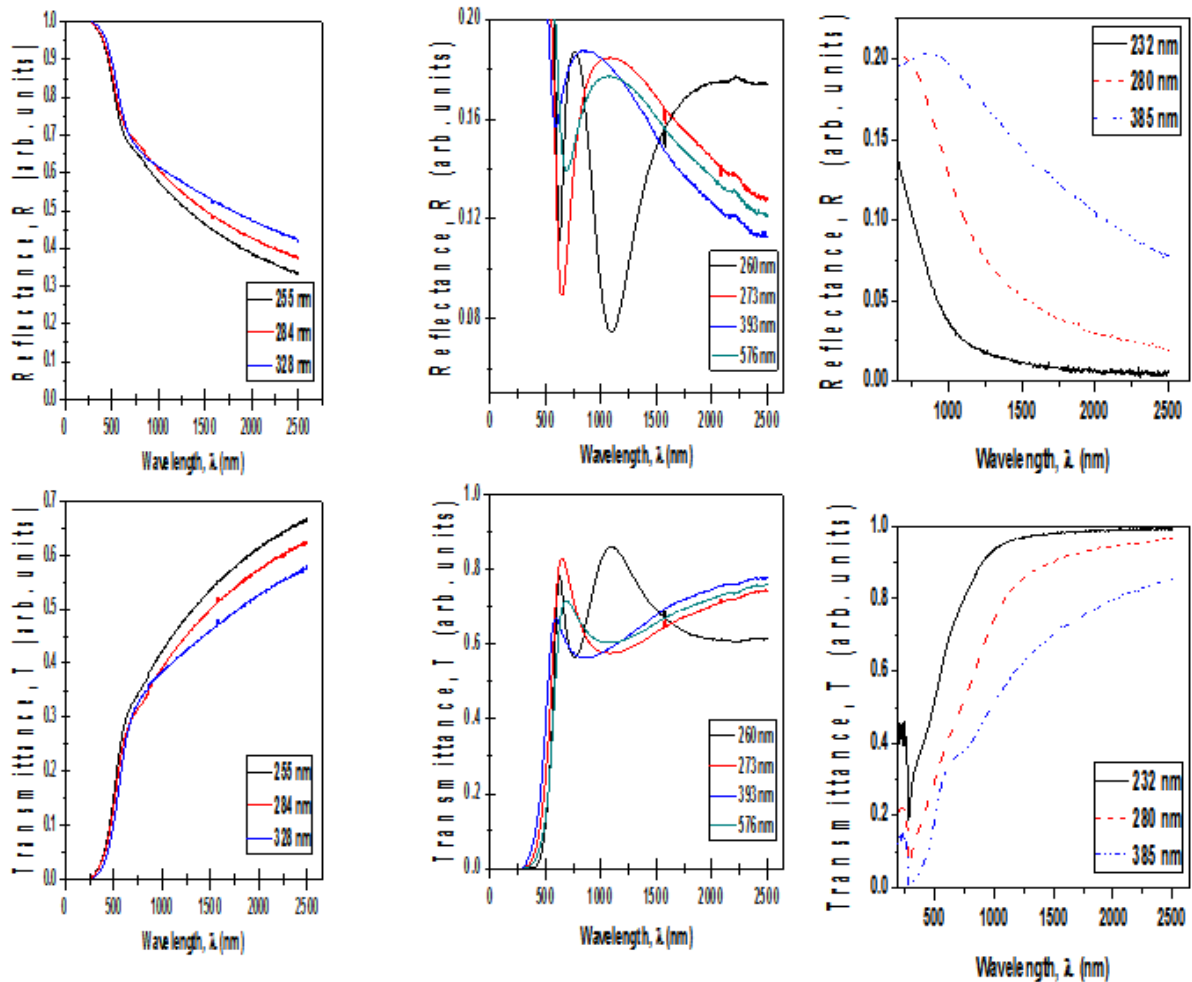 Reflectance, R [arb. units]
1.0
0.9
0.8
0.7
0.6
0.5
0.4
0.3
0.2
0.1
0.0
255 nm
284 nm
328 nm
0 500 1000 1500 2000 2500
Wavelength, λ (nm)
Reflectance, R (arb. units)
0.20
0.16
0.12
0.08
260 nm
273 nm
393 nm
576 nm
0 500 1000 1500 2000 2500
Wavelength, λ (nm)
Reflectance, R (arb. units)
0.20
0.15
0.10
0.05
0.00
232 nm
280 nm
385 nm
1000 1500 2000 2500
Wavelength, λ (nm)
Transmittance, T [arb. units]
0.7
0.6
0.5
0.4
0.3
0.2
0.1
0.0
255 nm
284 nm
328 nm
0 500 1000 1500 2000 2500
Wavelength, λ (nm)
Transmittance, T (arb. units)
1.0
0.8
0.6
0.4
0.2
0.0
260 nm
273 nm
393 nm
576 nm
0 500 1000 1500 2000 2500
Wavelength, λ (nm)
Transmittance, T (arb. units)
1.0
0.8
0.6
0.4
0.2
0.0
232 nm
280 nm
385 nm
500 1000 1500 2000 2500
Wavelength, λ (nm)